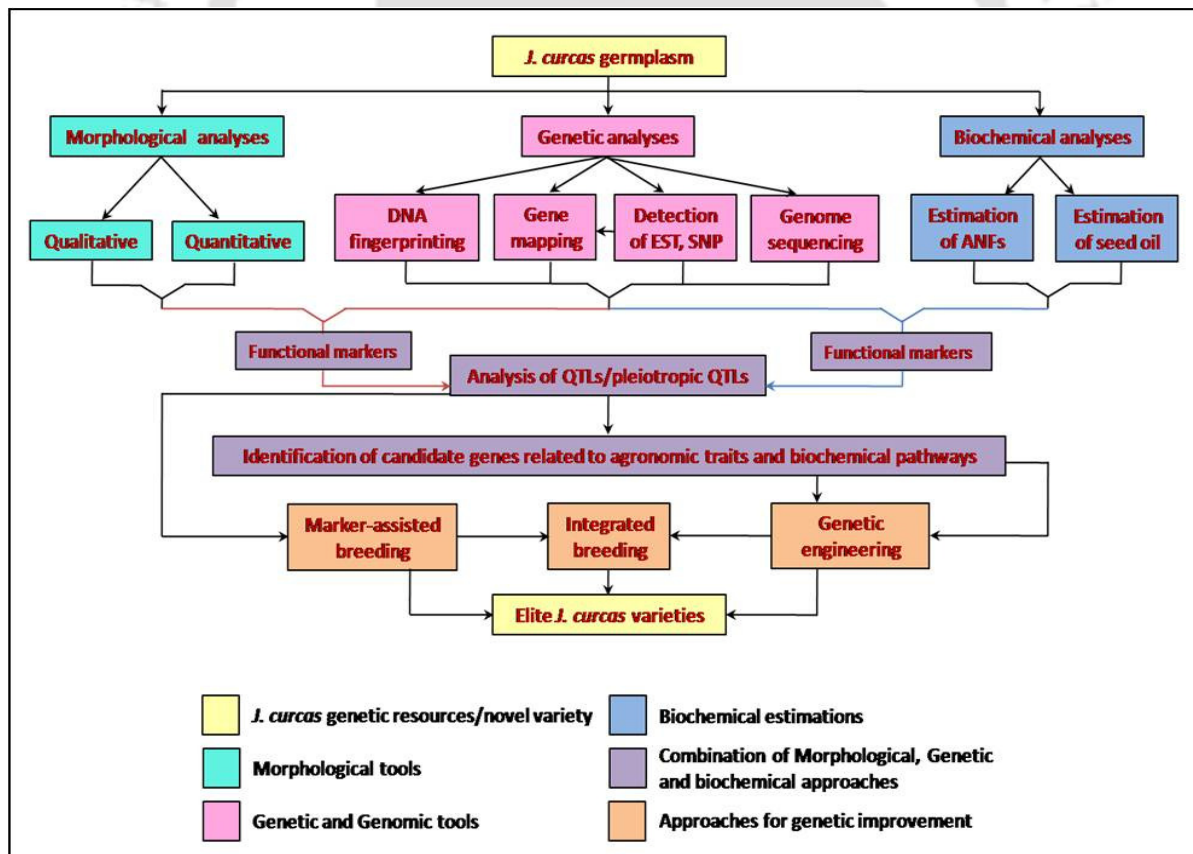 J. curcas germplasm
Morphological analyses
Genetic analyses
Biochemical analyses
Qualitative
Quantitative
DNA
fingerprinting
Gene
mapping
Detection
of EST, SNP
Genome
sequencing
Estimation
of ANFs
Estimation
of seed oil
Functional markers
Functional markers
Analysis of QTLs/pleiotropic QTLs
Identification of candidate genes related to agronomic traits and biochemical pathways
Marker-assisted
breeding
Integrated
breeding
Genetic
engineering
Elite J. curcas varieties
J. curcas genetic resources/novel variety
Biochemical estimations
Morphological tools
Combination of Morphological, Genetic
and biochemical approaches
Genetic and Genomic tools
Approaches for genetic improvement